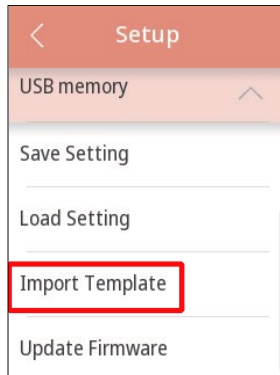 Setup
USB memory
Save Setting
Load Setting
Import Template
Update Firmware